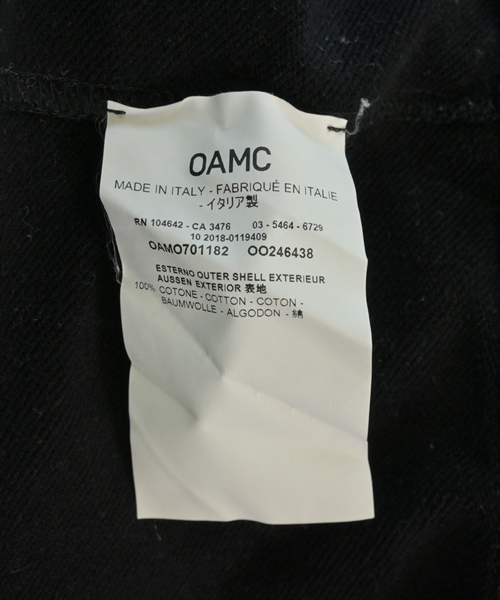 OAMC
MADE IN ITALY - FABRIQUÉ EN ITALIE
- イタリア製
RN 104642 - CA 3476 03 - 5464 - 6729
10 2018-0119409
OAMO701182 OO246438
ESTERNO OUTER SHELL EXTERIEUR
AUSSEN EXTERIOR 表地
100% COTONE - COTTON - COTON -
BAUMWOLLE - ALGODON - 綿